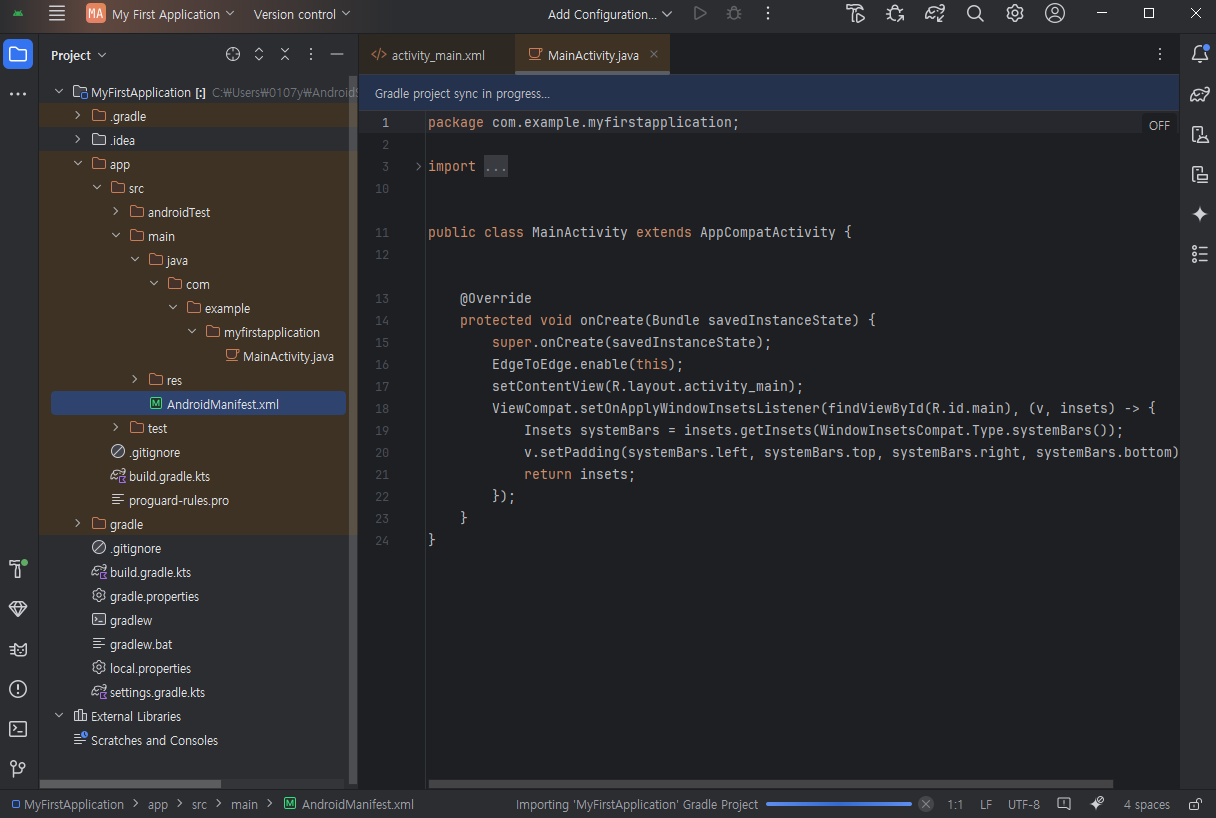 MA My First Application Version control Add Configuration...
Project
activity_main.xml MainActivity.java
MyFirstApplication [:] C:₩Users₩0107y₩AndroidS
.gradle
.idea
app
src
androidTest
main
java
com
example
myfirstapplication
MainActivity.java
res
M AndroidManifest.xml
test
.gitignore
build.gradle.kts
proguard-rules.pro
gradle
.gitignore
build.gradle.kts
gradle.properties
gradlew
gradlew.bat
local.properties
settings.gradle.kts
External Libraries
Scratches and Consoles
Gradle project sync in progress...
OFF
1 package com.example.myfirstapplication;
2
3 import ...
10
11 public class MainActivity extends AppCompatActivity {
12
13 @Override
14 protected void onCreate(Bundle savedInstanceState) {
15 super.onCreate(savedInstanceState);
16 EdgeToEdge.enable(this);
17 setContentView(R.layout.activity_main);
18 ViewCompat.setOnApplyWindowInsetsListener(findViewById(R.id.main), (v, insets) -> {
19 Insets systemBars = insets.getInsets(WindowInsetsCompat.Type.systemBars());
20 v.setPadding(systemBars.left, systemBars.top, systemBars.right, systemBars.bottom)
21 return insets;
22 });
23 }
24 }
MyFirstApplication > app > src > main > M AndroidManifest.xml Importing 'MyFirstApplication' Gradle Project 1:1 LF UTF-8 4 spaces